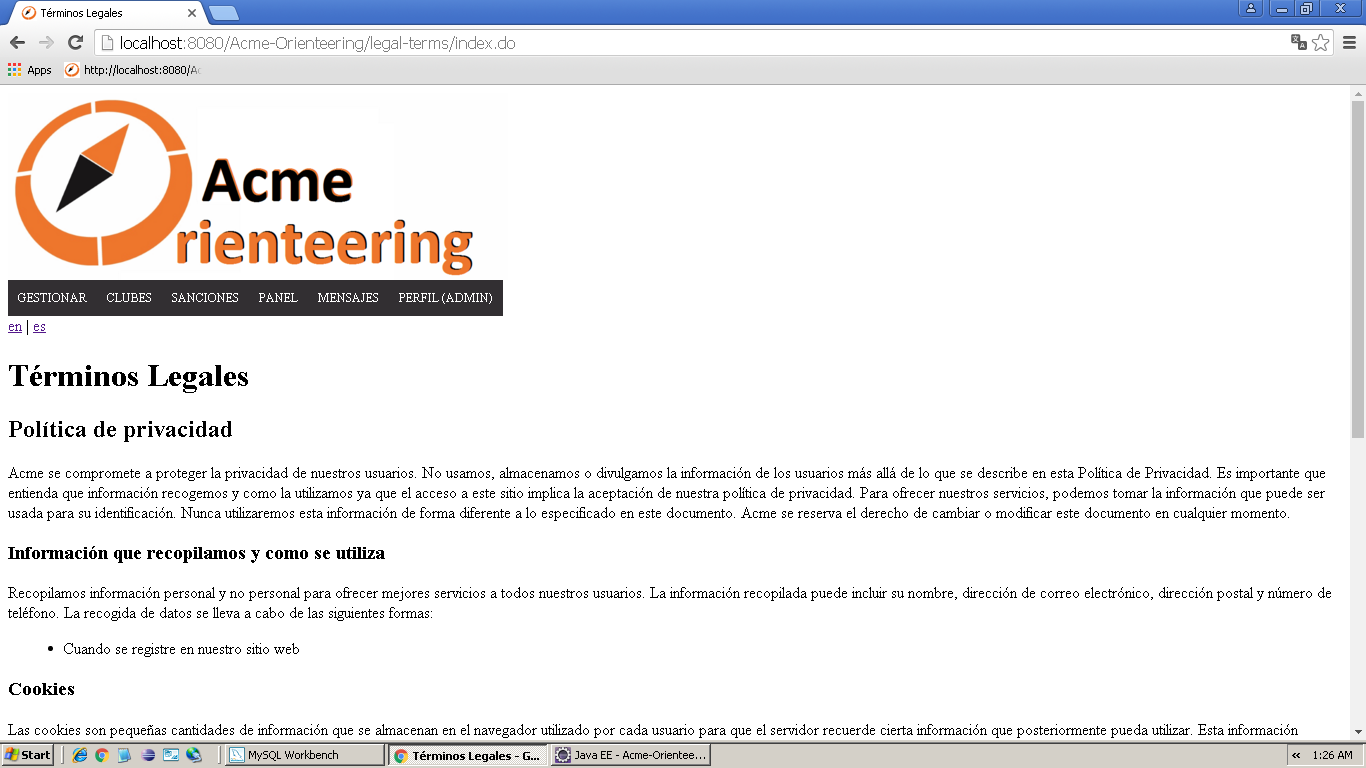 Términos Legales
localhost:8080/Acme-Orienteering/legal-terms/index.do
Apps
http://localhost:8080/Ac
Acme
rienteering
GESTIONAR CLUBES SANCIONES PANEL MENSAJES PERFIL (ADMIN)
en | es
Términos Legales
Política de privacidad
Acme se compromete a proteger la privacidad de nuestros usuarios. No usamos, almacenamos o divulgamos la información de los usuarios más allá de lo que se describe en esta Política de Privacidad. Es importante que
entienda que información recogemos y como la utilizamos ya que el acceso a este sitio implica la aceptación de nuestra política de privacidad. Para ofrecer nuestros servicios, podemos tomar la información que puede ser
usada para su identificación. Nunca utilizaremos esta información de forma diferente a lo especificado en este documento. Acme se reserva el derecho de cambiar o modificar este documento en cualquier momento.
Información que recopilamos y como se utiliza
Recopilamos información personal y no personal para ofrecer mejores servicios a todos nuestros usuarios. La información recopilada puede incluir su nombre, dirección de correo electrónico, dirección postal y número de
teléfono. La recogida de datos se lleva a cabo de las siguientes formas:
• Cuando se registre en nuestro sitio web
Cookies
Las cookies son pequeñas cantidades de información que se almacenan en el navegador utilizado por cada usuario para que el servidor recuerde cierta información que posteriormente pueda utilizar. Esta información
Start
MySQL Workbench
Términos Legales - G...
Java EE - Acme-Orientee...
1:26 AM